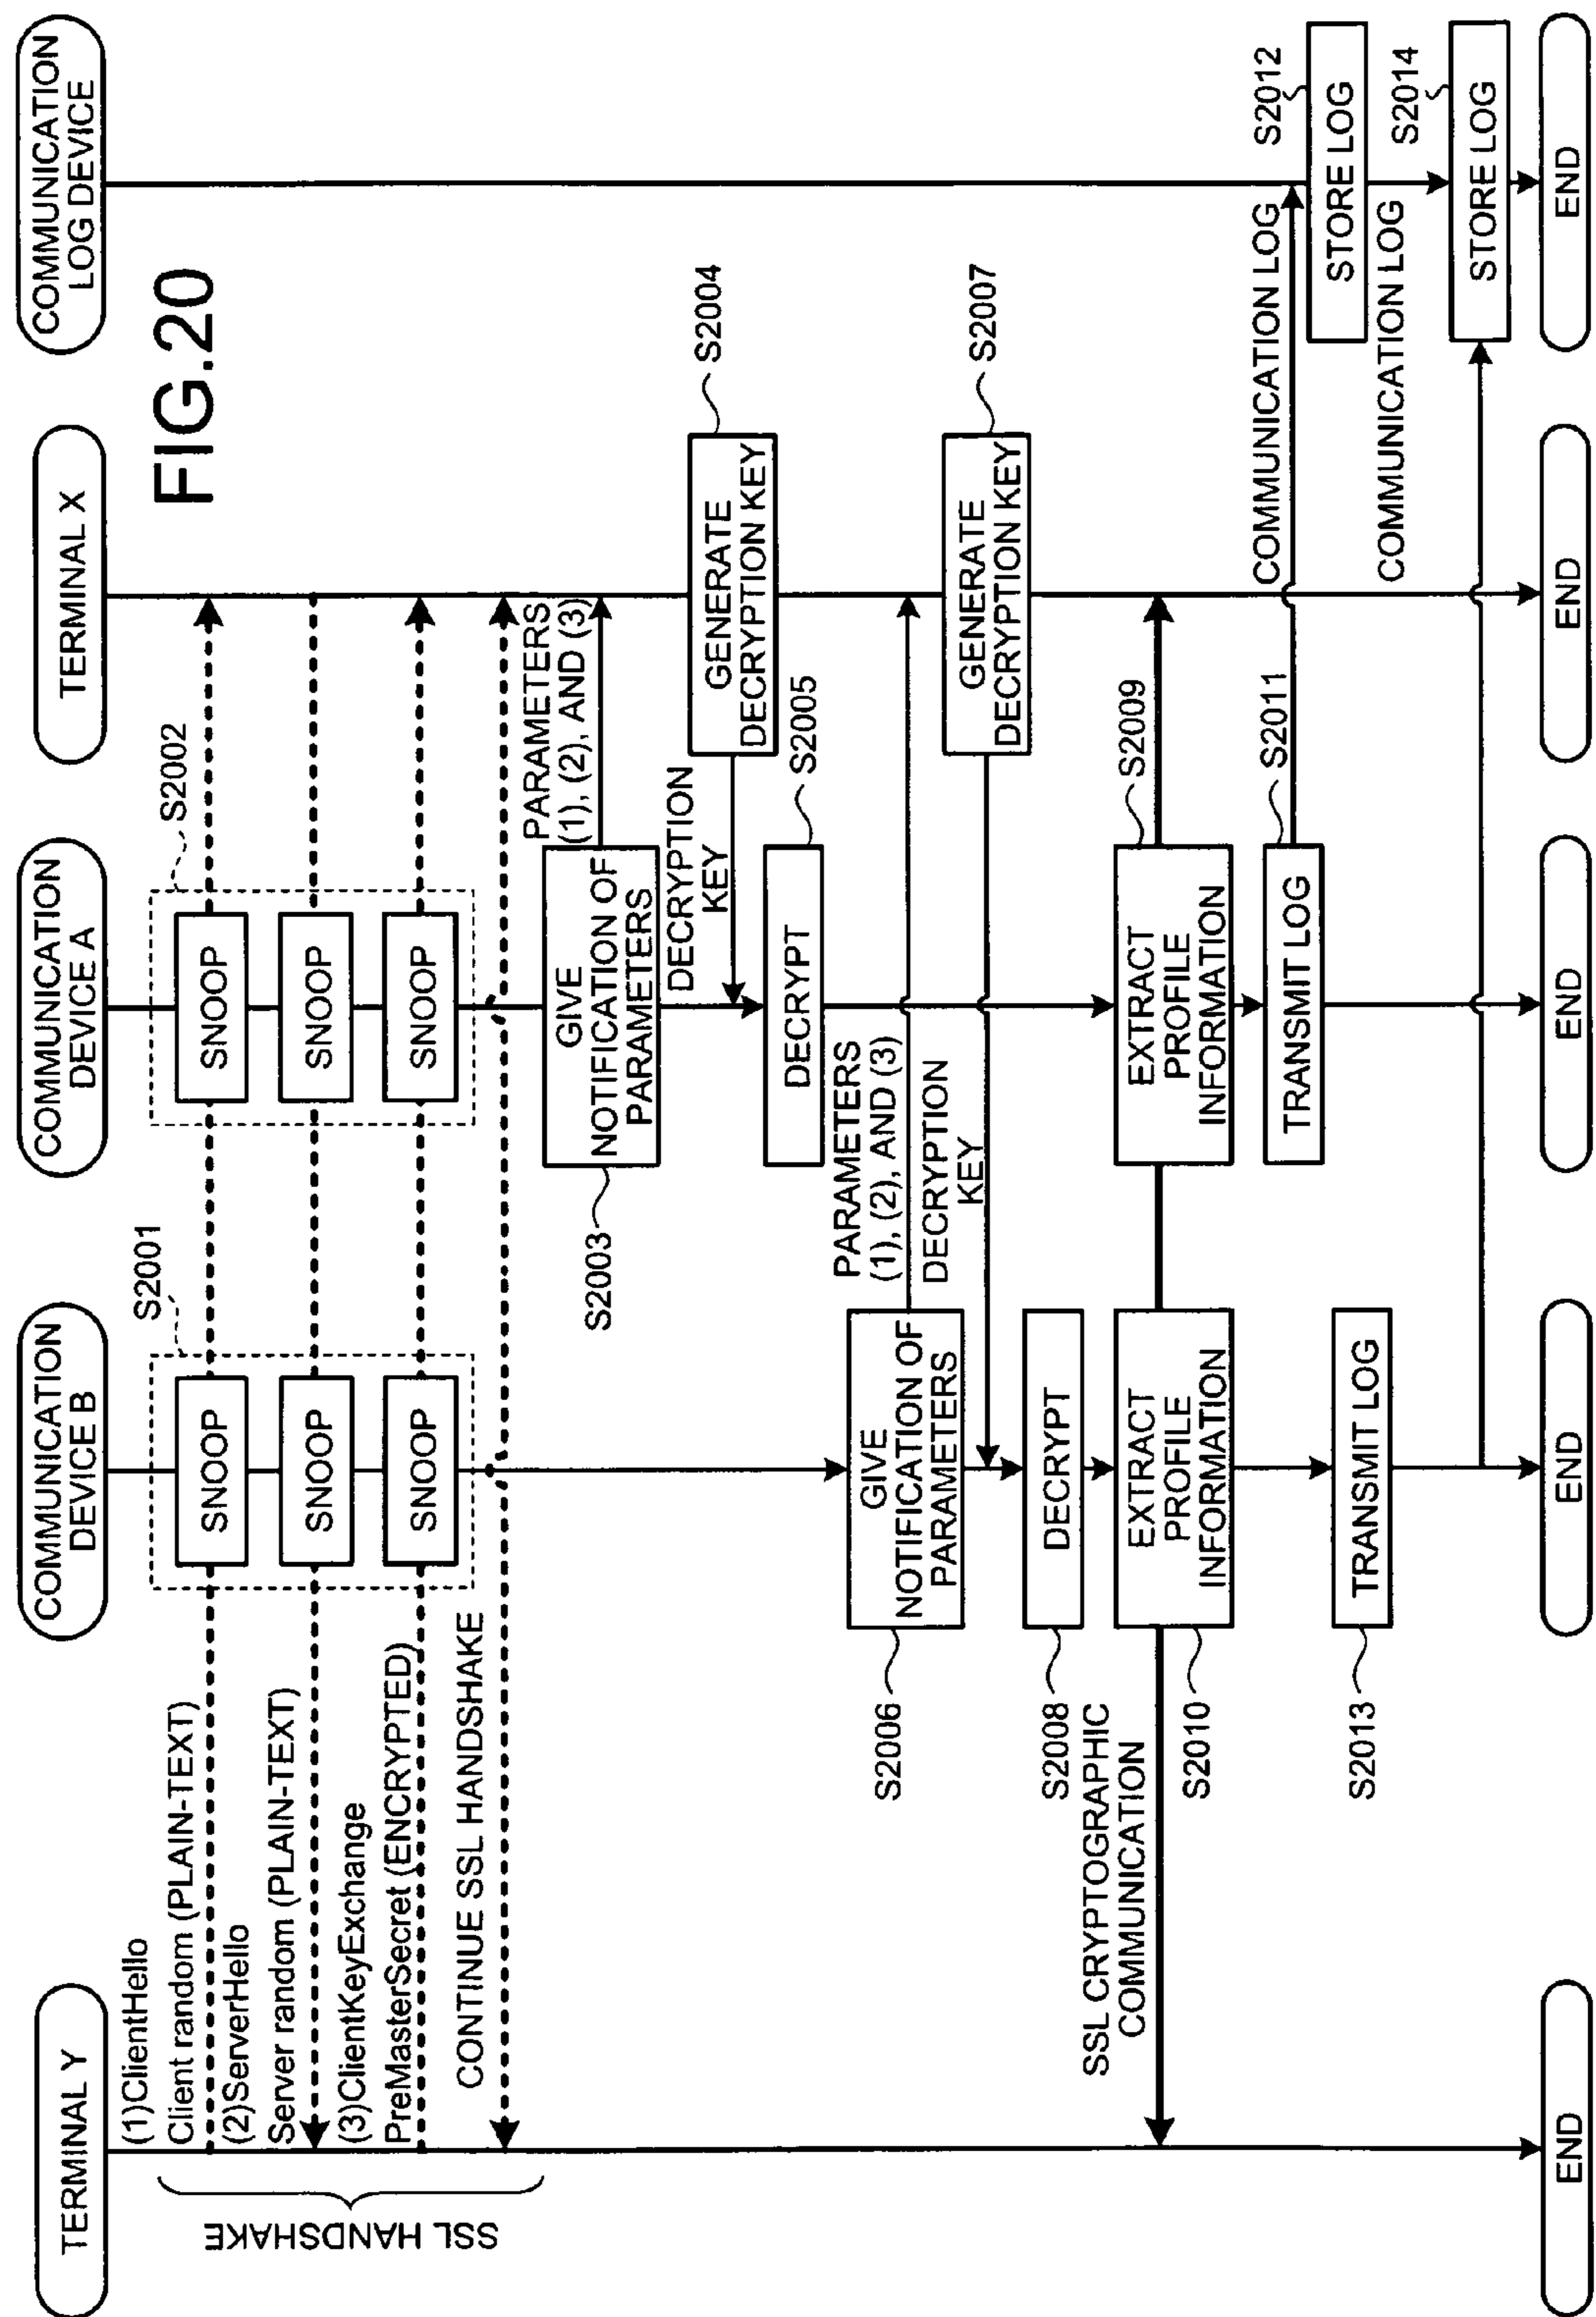 FIG.20
TERMINAL Y
COMMUNICATION
DEVICE B
COMMUNICATION
DEVICE A
TERMINAL X
COMMUNICATION
LOG DEVICE
SSL HANDSHAKE
(1)ClientHello
Client random (PLAIN-TEXT)
(2)ServerHello
Server random (PLAIN-TEXT)
(3)ClientKeyExchange
PreMasterSecret (ENCRYPTED)
CONTINUE SSL HANDSHAKE
S2001
SNOOP
SNOOP
SNOOP
S2002
SNOOP
SNOOP
SNOOP
S2003
GIVE
NOTIFICATION OF
PARAMETERS
PARAMETERS
(1), (2), AND (3)
S2004
GENERATE
DECRYPTION KEY
DECRYPTION
KEY
S2005
DECRYPT
S2006
GIVE
NOTIFICATION OF
PARAMETERS
PARAMETERS
(1), (2), AND (3)
S2007
GENERATE
DECRYPTION KEY
DECRYPTION
KEY
S2008
DECRYPT
SSL CRYPTOGRAPHIC
COMMUNICATION
S2010
EXTRACT
PROFILE
INFORMATION
S2009
EXTRACT
PROFILE
INFORMATION
S2011
TRANSMIT LOG
COMMUNICATION LOG
S2012
STORE LOG
S2013
TRANSMIT LOG
COMMUNICATION LOG
S2014
STORE LOG
END
END
END
END
END